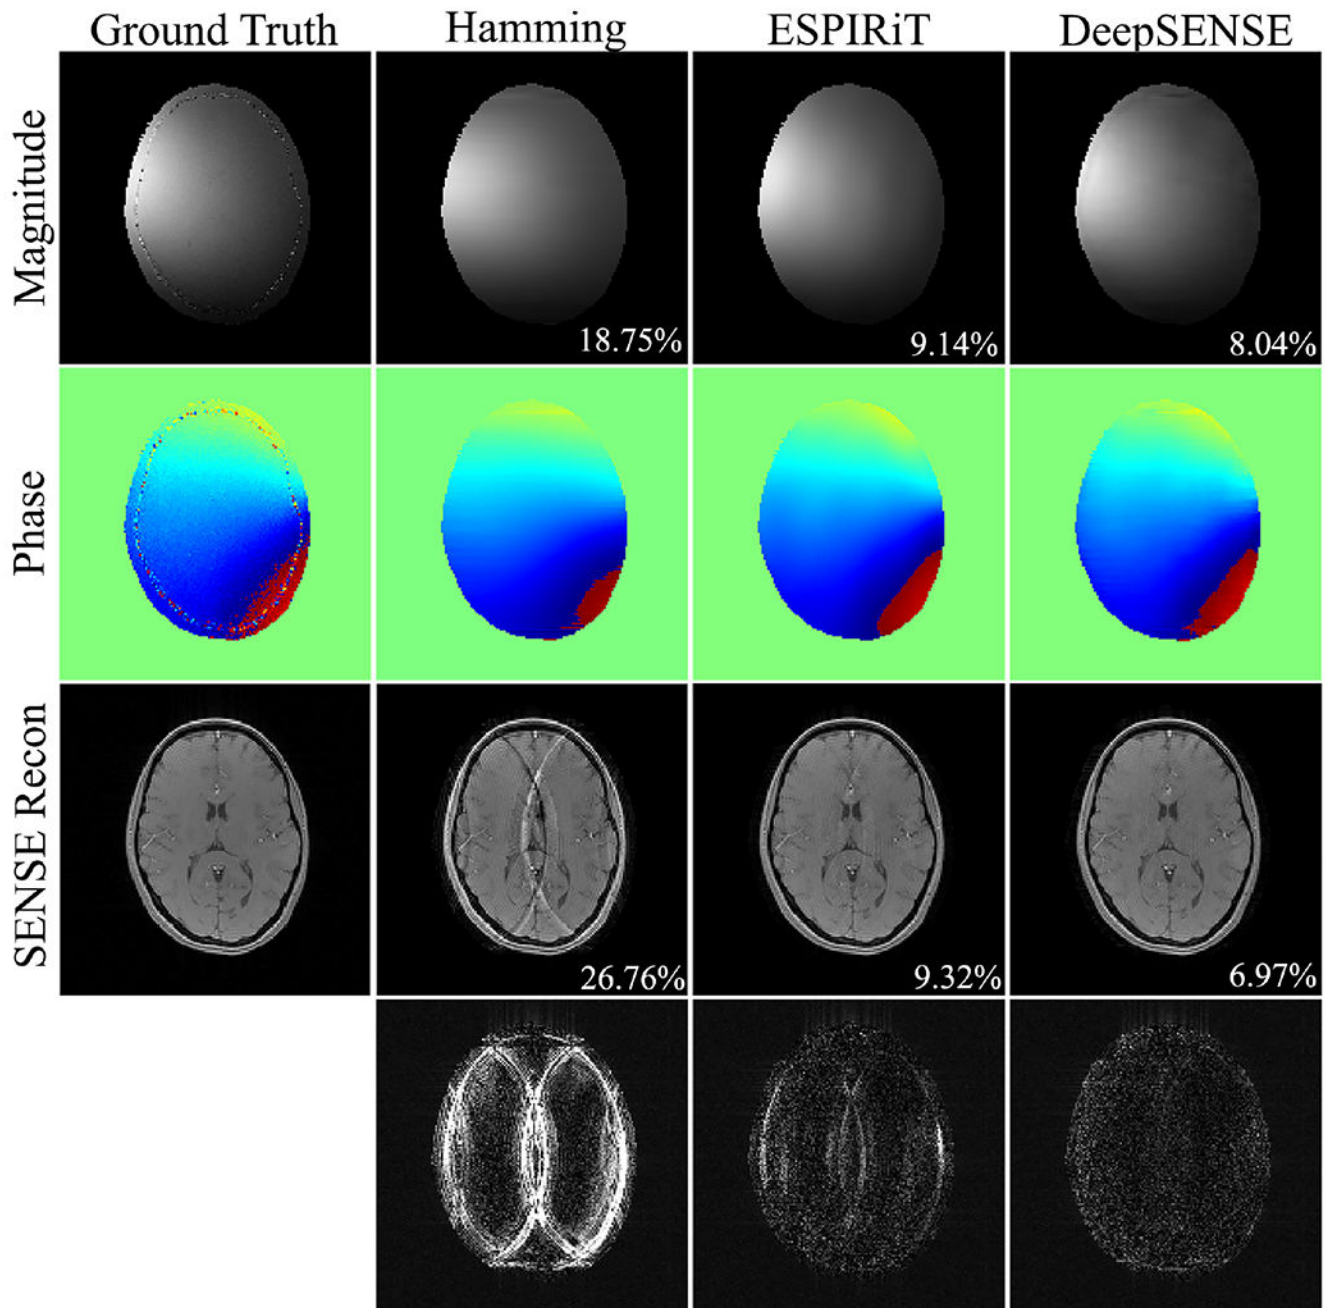 Ground Truth Hamming ESPIRiT DeepSENSE
Magnitude
18.75% 9.14% 8.04%
Phase
SENSE Recon
26.76% 9.32% 6.97%